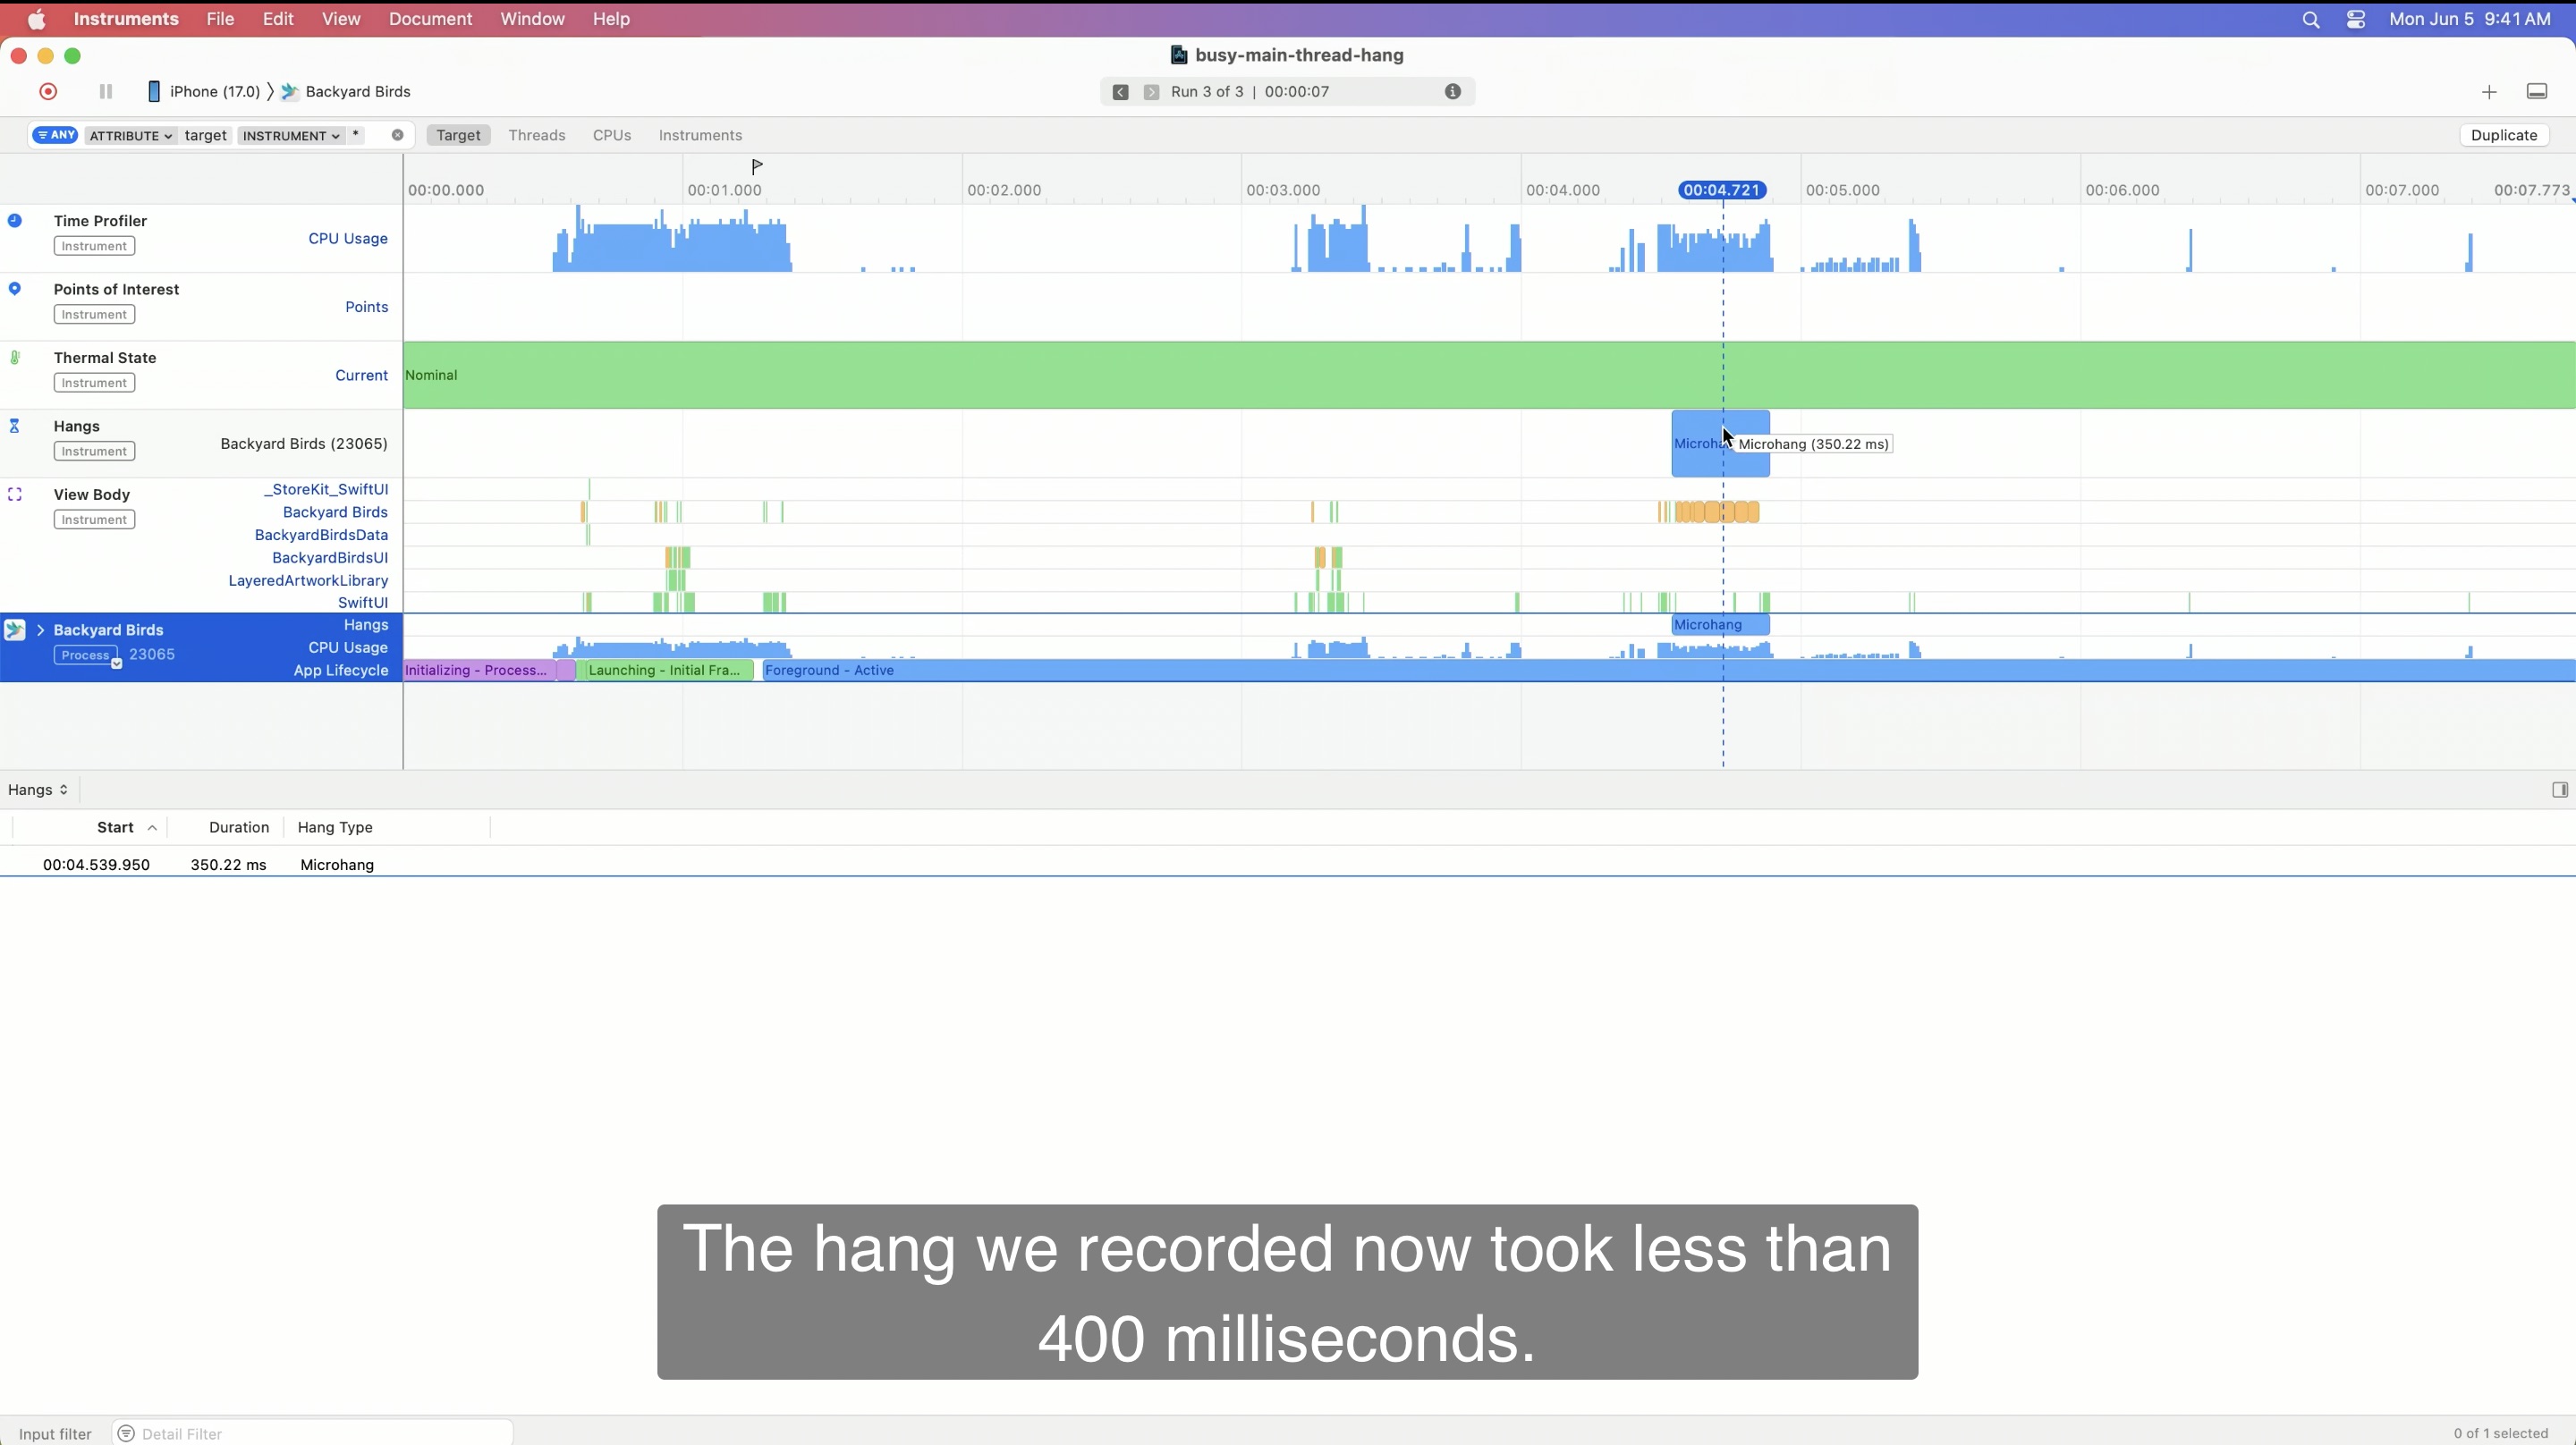 Instruments File Edit View Document Window Help Mon Jun 5 9:41 AM
busy-main-thread-hang
iPhone (17.0) Backyard Birds Run 3 of 3 | 00:00:07
ANY ATTRIBUTE target INSTRUMENT * Target Threads CPUs Instruments Duplicate
00:00.000 00:01.000 00:02.000 00:03.000 00:04.000 00:04.721 00:05.000 00:06.000 00:07.000 00:07.773
Time Profiler
Instrument
CPU Usage
Points of Interest
Instrument
Points
Thermal State
Instrument
Current
Nominal
Hangs
Instrument
Backyard Birds (23065)
Microha
Microhang (350.22 ms)
View Body
Instrument
_StoreKit_SwiftUI
Backyard Birds
BackyardBirdsData
BackyardBirdsUI
LayeredArtworkLibrary
SwiftUI
Backyard Birds
Process 23065
Hangs
Microhang
CPU Usage
App Lifecycle
Initializing - Process... Launching - Initial Fra... Foreground - Active
Hangs
Start Duration Hang Type
00:04.539.950 350.22 ms Microhang
The hang we recorded now took less than
400 milliseconds.
Input filter Detail Filter 0 of 1 selected